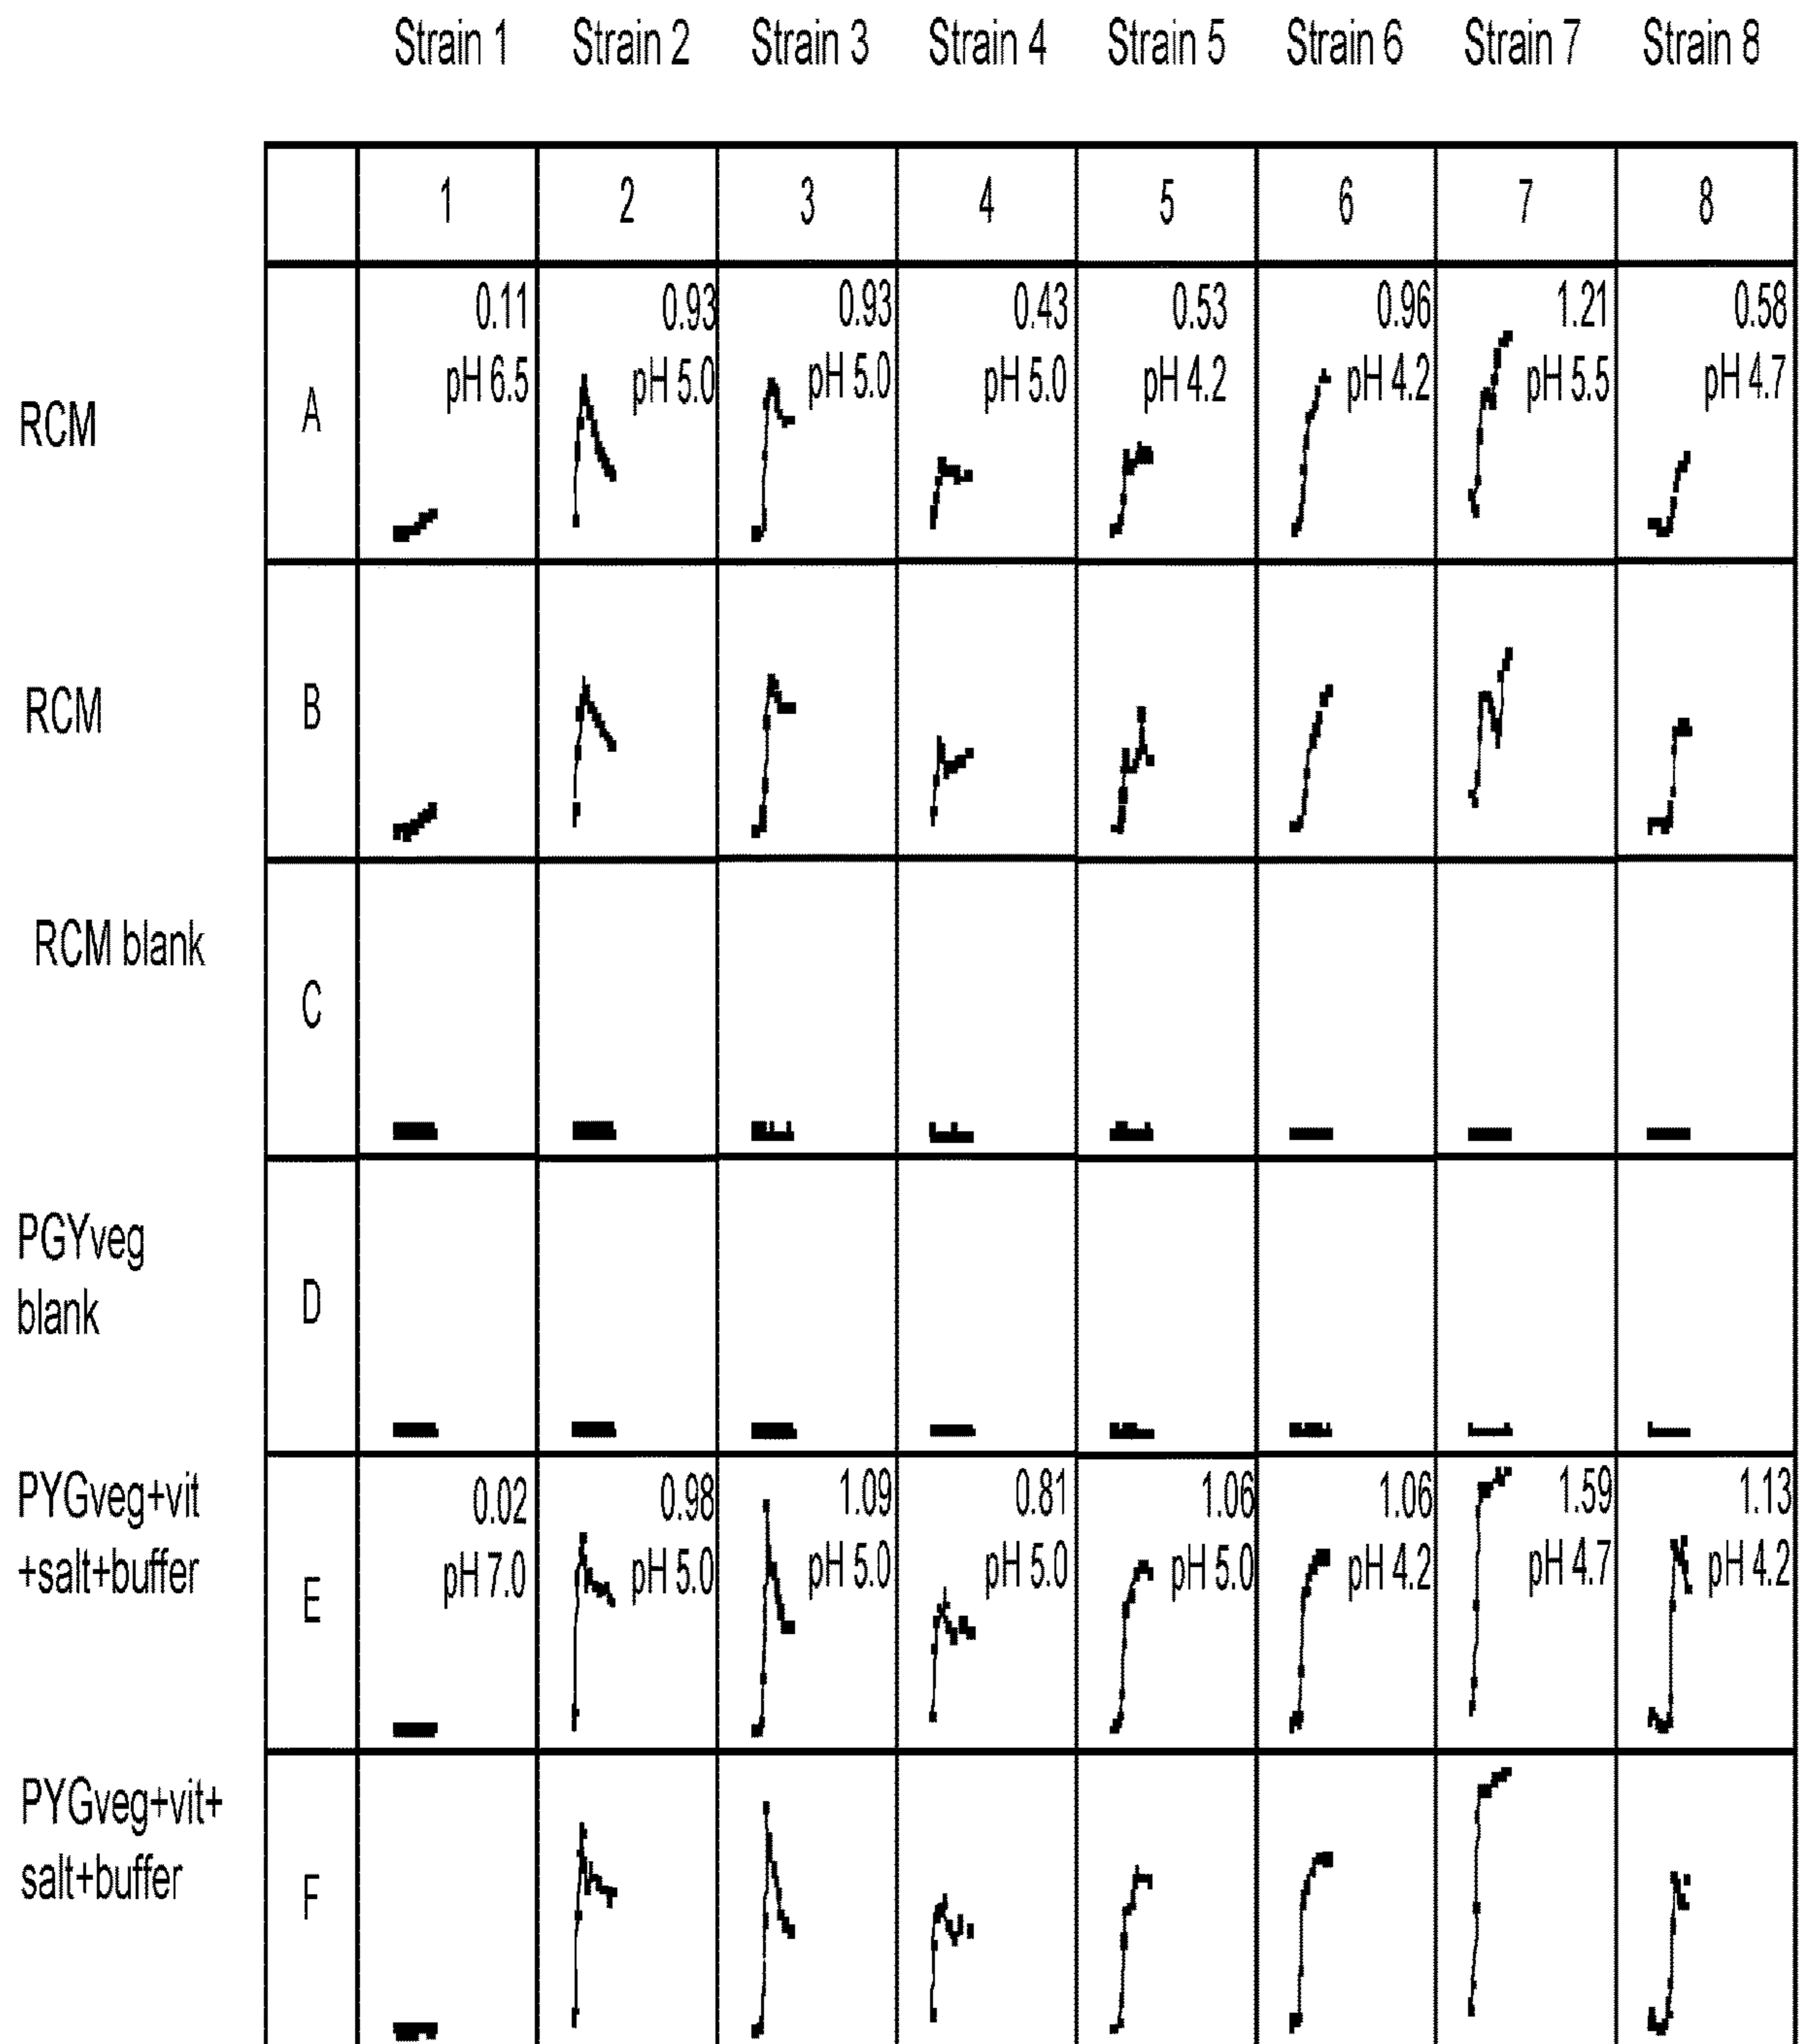 Strain 1 Strain 2 Strain 3 Strain 4 Strain 5 Strain 6 Strain 7 Strain 8
1 2 3 4 5 6 7 8
0.11 0.93 0.93 0.43 0.53 0.96 1.21 0.58
pH 6.5 pH 5.0 pH 5.0 pH 5.0 pH 4.2 pH 4.2 pH 5.5 pH 4.7
RCM A
RCM B
RCM blank
C
PGYveg
blank
D
PYGveg+vit 0.02 0.98 1.09 0.81 1.06 1.06 1.59 1.13
+salt+buffer pH 7.0 pH 5.0 pH 5.0 pH 5.0 pH 5.0 pH 4.2 pH 4.7 pH 4.2
E
PYGveg+vit+
salt+buffer
F